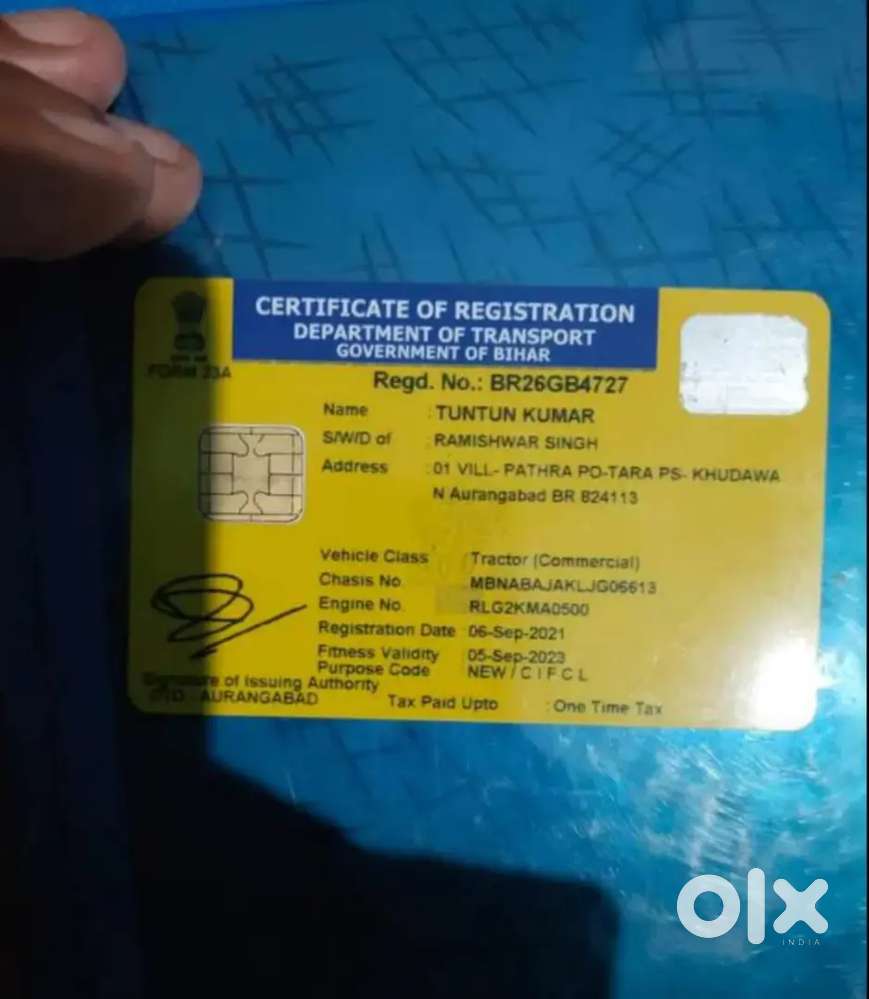 CERTIFICATE OF REGISTRATION
DEPARTMENT OF TRANSPORT
GOVERNMENT OF BIHAR
FORM 23A
Regd. No.: BR26GB4727
Name : TUNTUN KUMAR
S/W/D of : RAMISHWAR SINGH
Address : 01 VILL- PATHRA PO-TARA PS- KHUDAWA
N Aurangabad BR 824113
Vehicle Class : Tractor (Commercial)
Chasis No. : MBNABAJAKLJG06613
Engine No. : RLG2KMA0500
Registration Date : 06-Sep-2021
Fitness Validity : 05-Sep-2023
Purpose Code NEW / C I F C L
Signature of Issuing Authority
DTO - AURANGABAD
Tax Paid Upto : One Time Tax
olx
INDIA